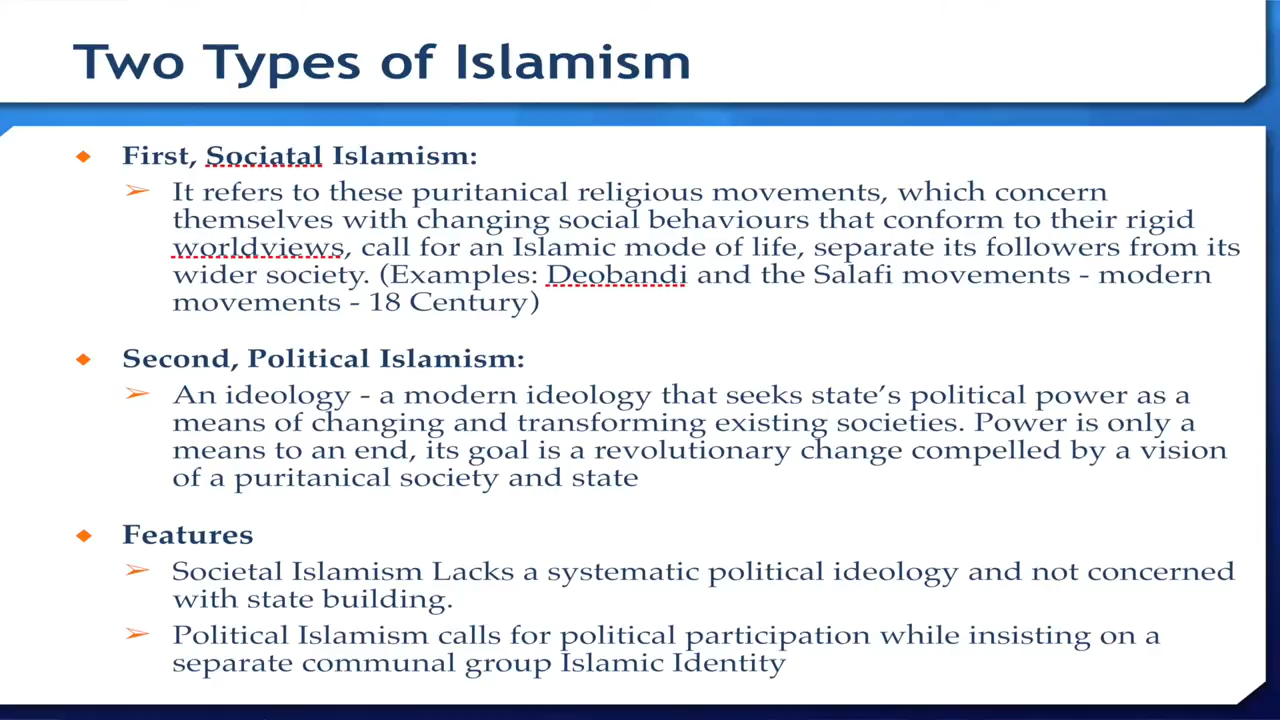 Two Types of Islamism
First, Sociatal Islamism:
It refers to these puritanical religious movements, which concern
themselves with changing social behaviours that conform to their rigid
worldviews, call for an Islamic mode of life, separate its followers from its
wider society. (Examples: Deobandi and the Salafi movements - modern
movements - 18 Century)
Second, Political Islamism:
An ideology - a modern ideology that seeks state’s political power as a
means of changing and transforming existing societies. Power is only a
means to an end, its goal is a revolutionary change compelled by a vision
of a puritanical society and state
Features
Societal Islamism Lacks a systematic political ideology and not concerned
with state building.
Political Islamism calls for political participation while insisting on a
separate communal group Islamic Identity